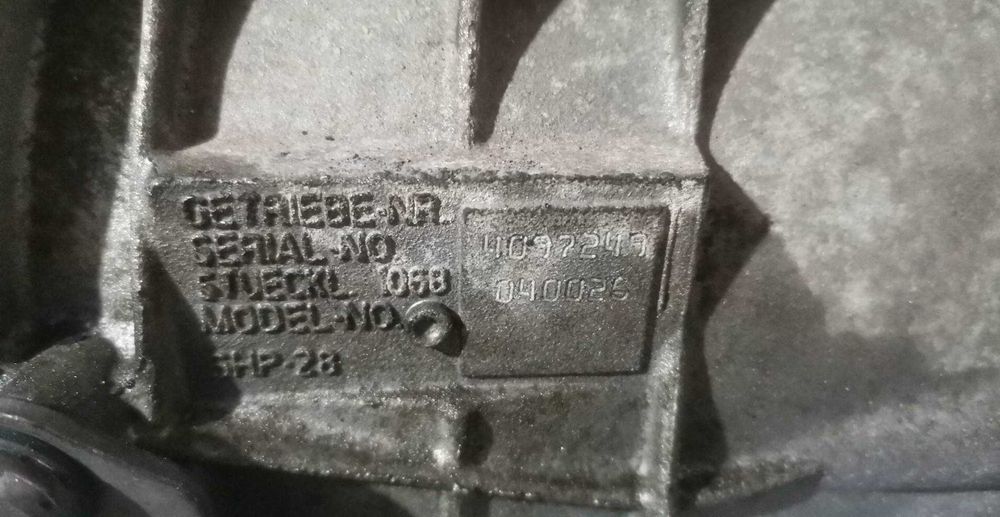 GETRIEBE-NR. 4097249
SERIAL-NO.
STUECKL. 1068 040026
MODEL-NO.
6HP-28